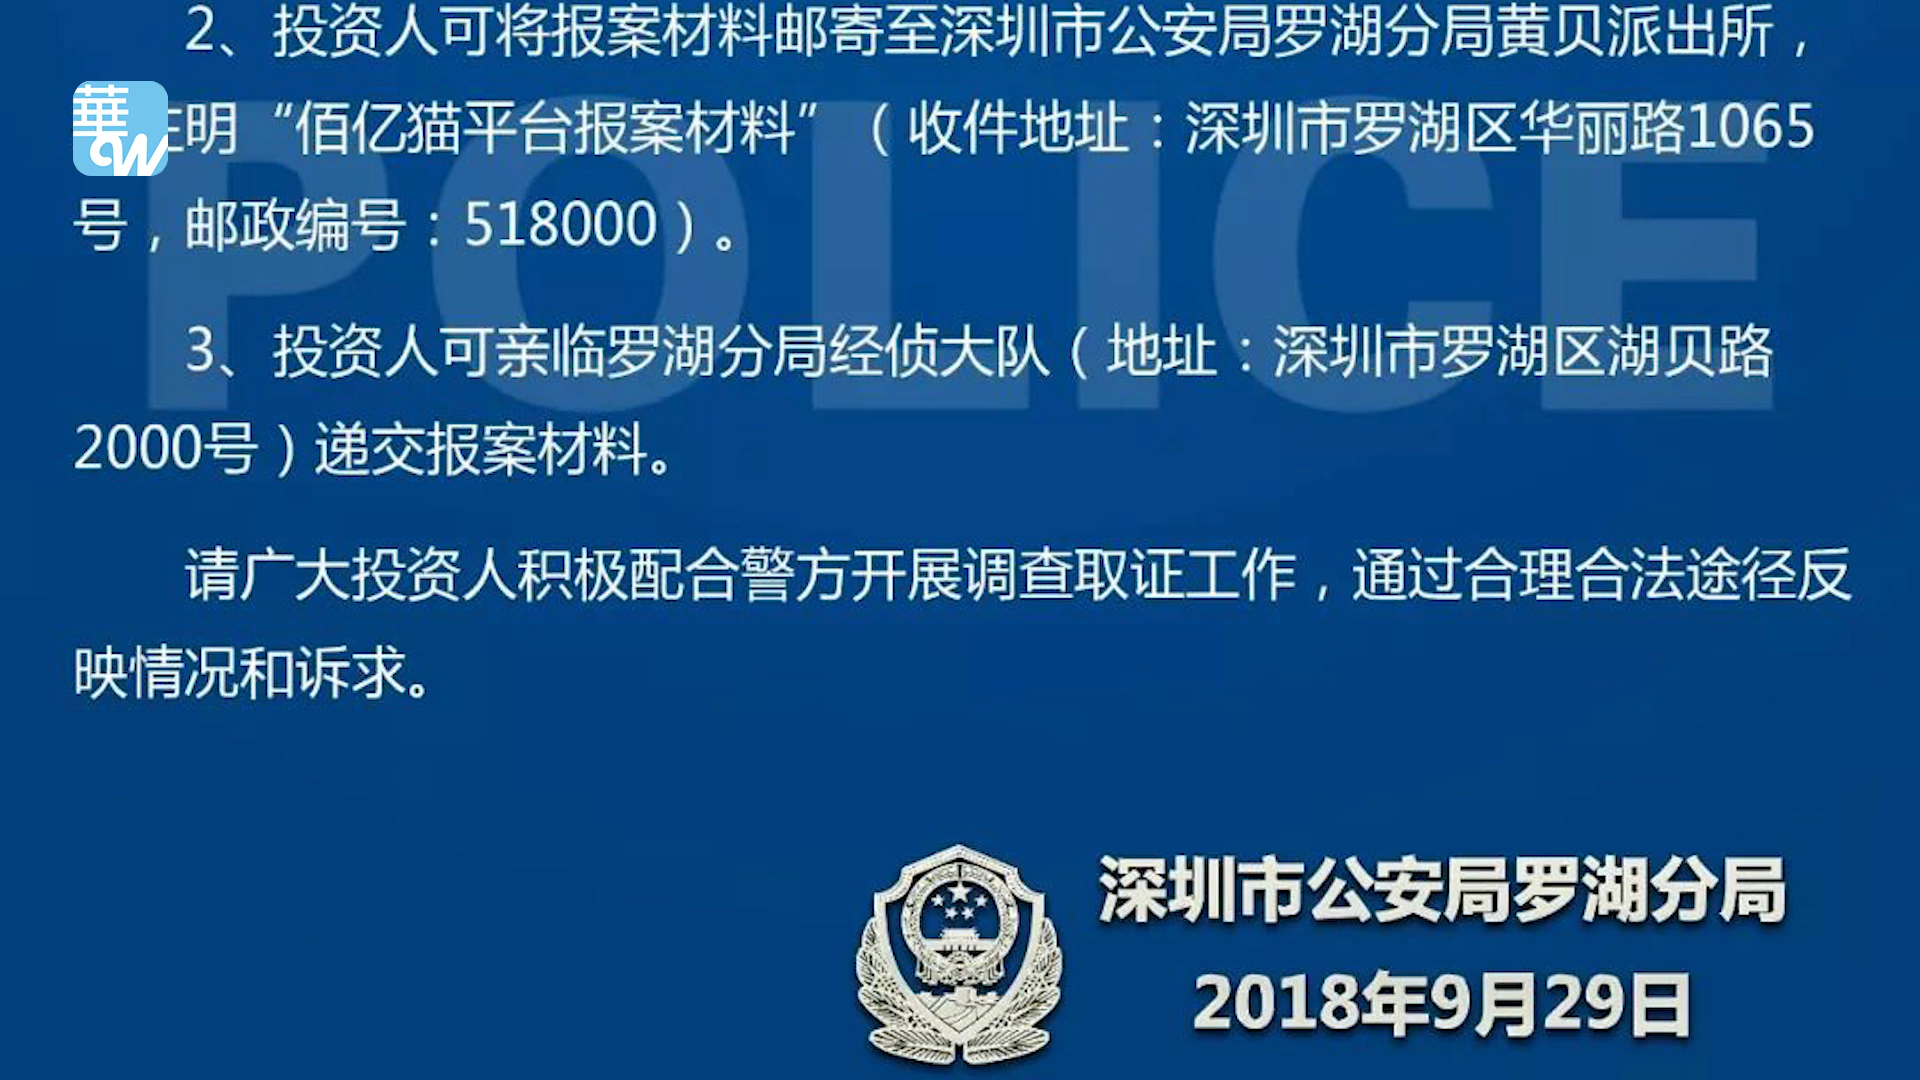 2、投资人可将报案材料邮寄至深圳市公安局罗湖分局黄贝派出所，
華w
明“佰亿猫平台报案材料”（收件地址：深圳市罗湖区华丽路1065
号，邮政编号：518000）。
POLICE
3、投资人可亲临罗湖分局经侦大队（地址：深圳市罗湖区湖贝路
2000号）递交报案材料。
请广大投资人积极配合警方开展调查取证工作，通过合理合法途径反
映情况和诉求。
深圳市公安局罗湖分局
2018年9月29日